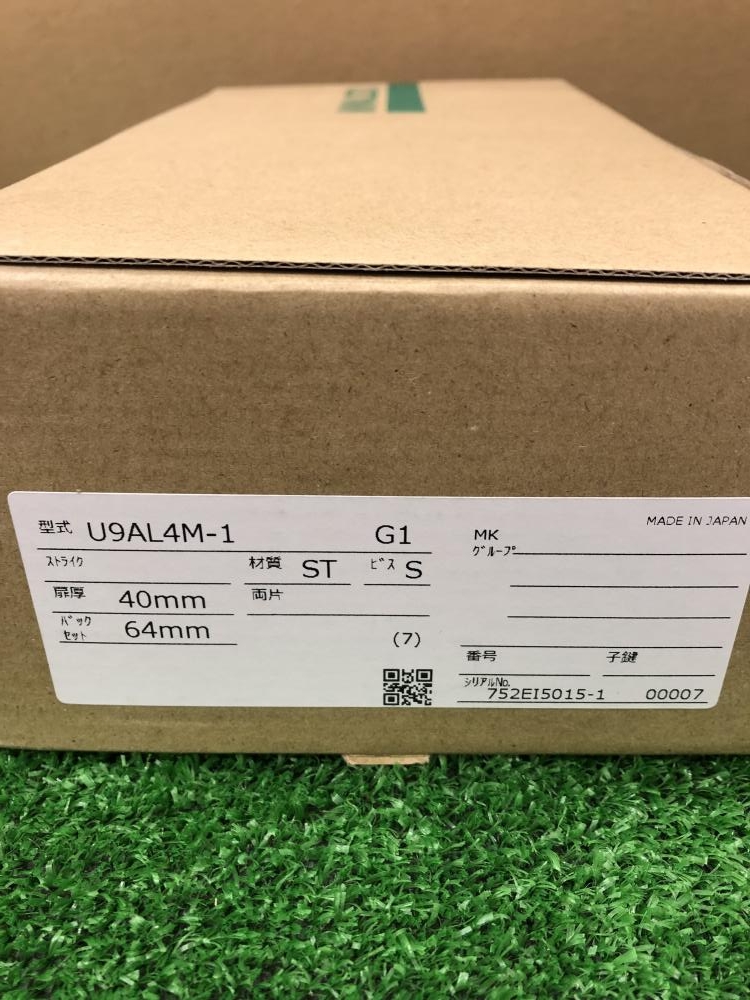 型式 U9AL4M-1 G1
ストライク 材質 ST ビス S
扉厚 40mm 両片
バックセット 64mm (7)
MADE IN JAPAN
MK
グループ
番号 子鍵
シリアルNo. 752EI5015-1 00007